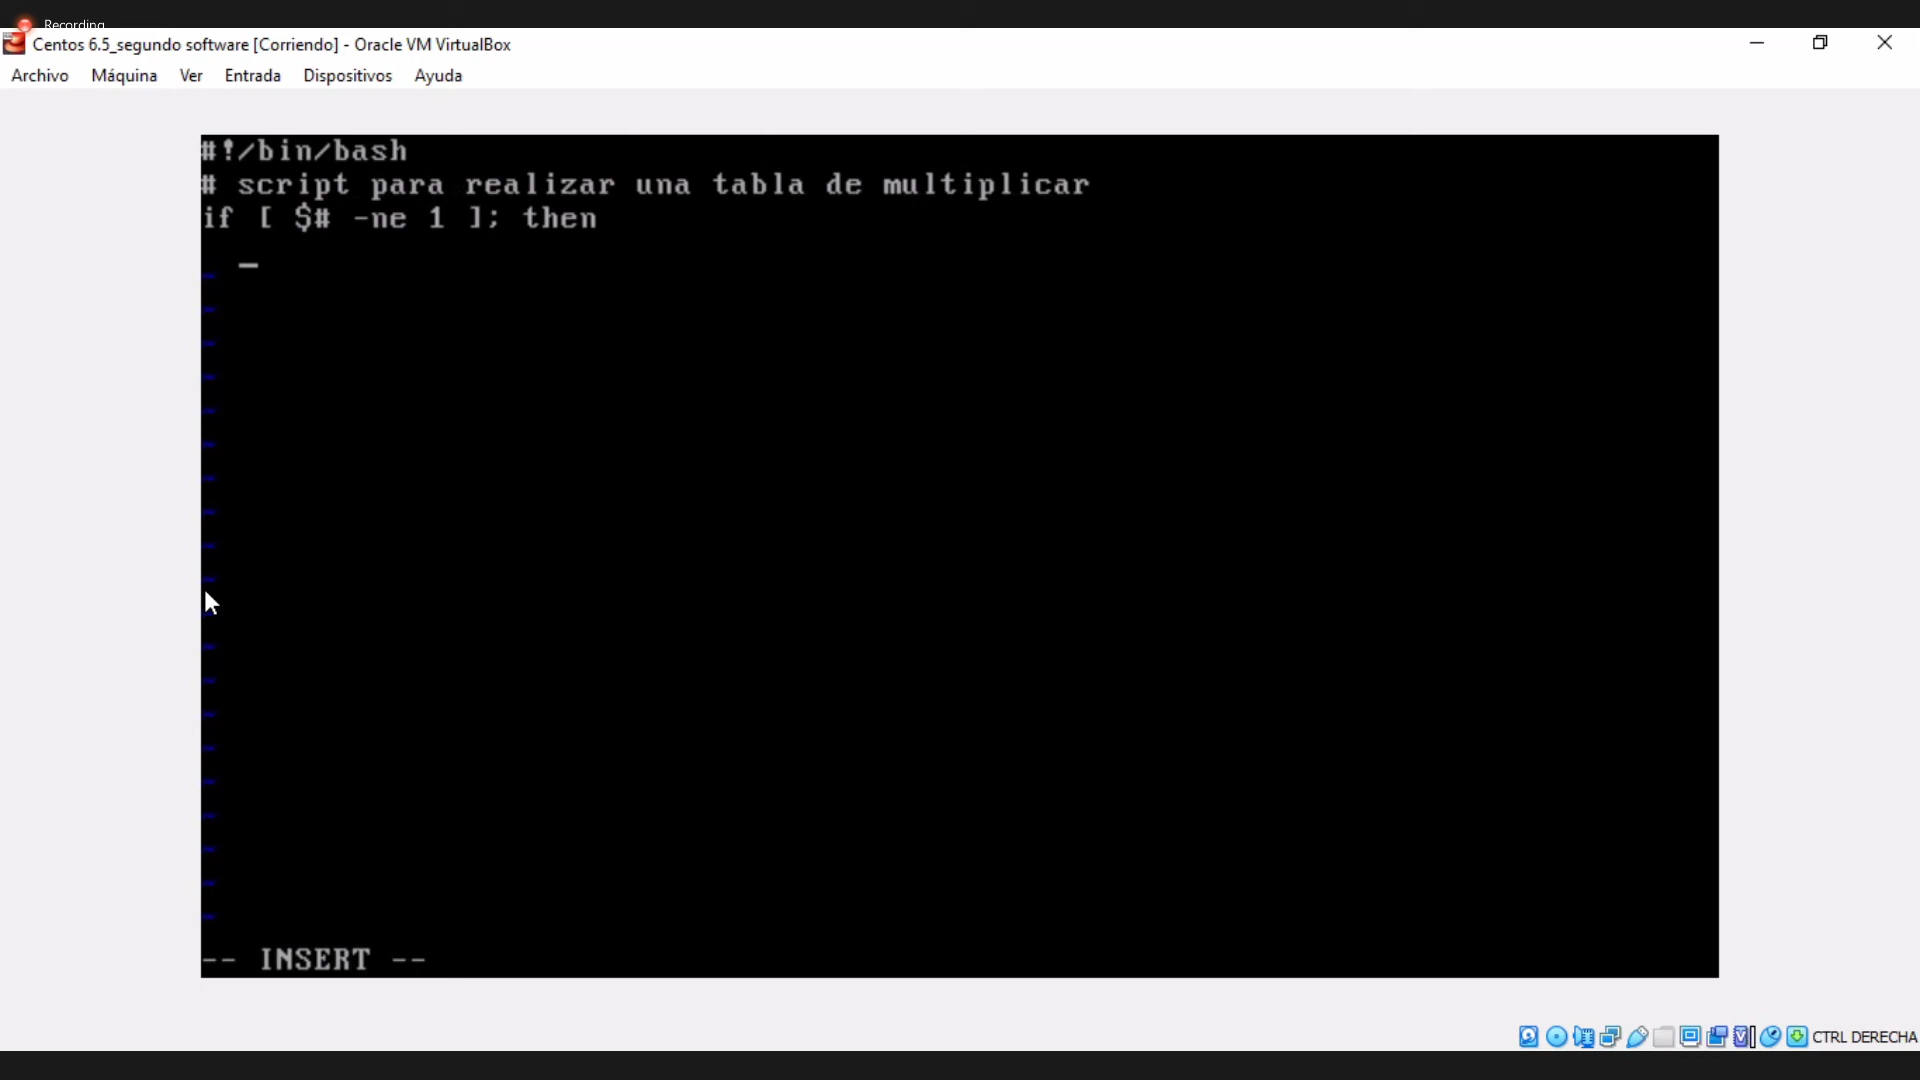 Recording
Centos 6.5_segundo software [Corriendo] - Oracle VM VirtualBox
Archivo Máquina Ver Entrada Dispositivos Ayuda
#!/bin/bash
# script para realizar una tabla de multiplicar
if [ $# -ne 1 ]; then
-- INSERT --
CTRL DERECHA